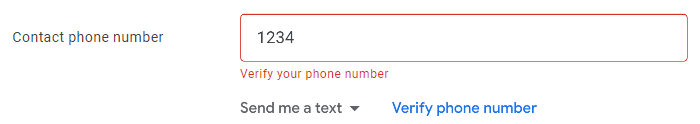 Contact phone number 1234
Verify your phone number
Send me a text Verify phone number